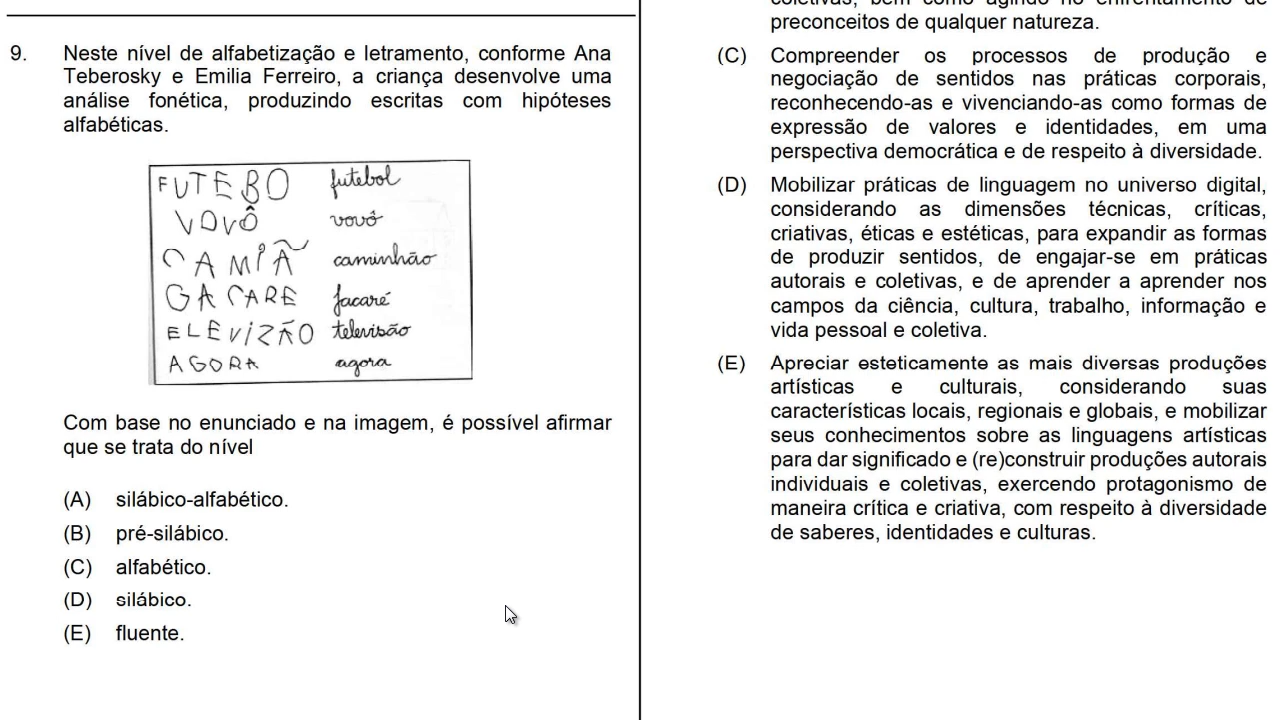 9. Neste nível de alfabetização e letramento, conforme Ana
Teberosky e Emilia Ferreiro, a criança desenvolve uma
análise fonética, produzindo escritas com hipóteses
alfabéticas.
FUTEBO futebol
VOVÔ vovô
CAMIÃ caminhão
GACARE jacaré
ELEVIZÃO televisão
AGORA agora
Com base no enunciado e na imagem, é possível afirmar
que se trata do nível
(A) silábico-alfabético.
(B) pré-silábico.
(C) alfabético.
(D) silábico.
(E) fluente.
coletivas, bem como agindo no enfrentamento de
preconceitos de qualquer natureza.
(C) Compreender os processos de produção e
negociação de sentidos nas práticas corporais,
reconhecendo-as e vivenciando-as como formas de
expressão de valores e identidades, em uma
perspectiva democrática e de respeito à diversidade.
(D) Mobilizar práticas de linguagem no universo digital,
considerando as dimensões técnicas, críticas,
criativas, éticas e estéticas, para expandir as formas
de produzir sentidos, de engajar-se em práticas
autorais e coletivas, e de aprender a aprender nos
campos da ciência, cultura, trabalho, informação e
vida pessoal e coletiva.
(E) Apreciar esteticamente as mais diversas produções
artísticas e culturais, considerando suas
características locais, regionais e globais, e mobilizar
seus conhecimentos sobre as linguagens artísticas
para dar significado e (re)construir produções autorais
individuais e coletivas, exercendo protagonismo de
maneira crítica e criativa, com respeito à diversidade
de saberes, identidades e culturas.